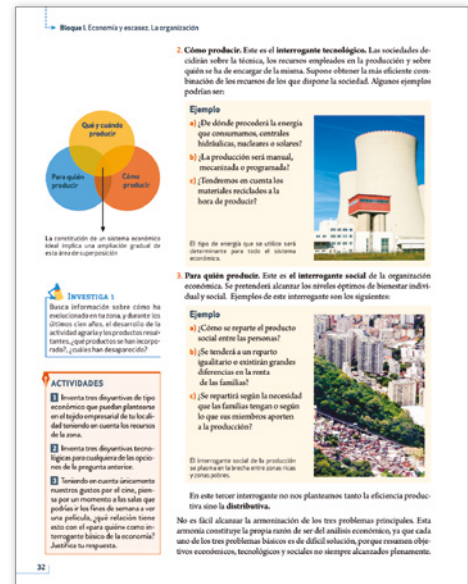 Bloque I. Economía y escasez. La organización
2. Cómo producir. Este es el interrogante tecnológico. Las sociedades de-
cidirán sobre la técnica, los recursos empleados en la producción y sobre
quién se ha de encargar de la misma. Supone obtener la más eficiente com-
binación de los recursos de los que dispone la sociedad. Algunos ejemplos
podrían ser:
Ejemplo
a) ¿De dónde procederá la energía
que consumamos, centrales
hidráulicas, nucleares o solares?
b) ¿La producción será manual,
mecanizada o programada?
c) ¿Tendremos en cuenta los
materiales reciclados a la
hora de producir?
El tipo de energía que se utilice será
determinante para todo el sistema
económico.
Qué y cuándo
producir
Para quién
producir
Cómo
producir
La constitución de un sistema económico
ideal implica una ampliación gradual de
esta área de superposición
3. Para quién producir. Este es el interrogante social de la organización
económica. Se pretenderá alcanzar los niveles óptimos de bienestar indivi-
dual y social. Ejemplos de este interrogante son los siguientes:
Ejemplo
a) ¿Cómo se reparte el producto
social entre las personas?
b) ¿Se tenderá a un reparto
igualitario o existirán grandes
diferencias en la renta
de las familias?
c) ¿Se repartirá según la necesidad
que las familias tengan o según
lo que sus miembros aporten
a la producción?
El interrogante social de la producción
se plasma en la brecha entre zonas ricas
y zonas pobres.
INVESTIGA 1
Busca información sobre cómo ha
evolucionado en tu zona, y durante los
últimos cien años, el desarrollo de la
actividad agraria y los productos resul-
tantes, ¿qué productos se han incorpo-
rado?, ¿cuáles han desaparecido?
ACTIVIDADES
1 Inventa tres disyuntivas de tipo
económico que puedan plantearse
en el tejido empresarial de tu locali-
dad teniendo en cuenta los recursos
de la zona.
2 Inventa tres disyuntivas tecno-
lógicas para cualquiera de las opcio-
nes de la pregunta anterior.
3 Teniendo en cuenta únicamente
nuestros gustos por el cine, pien-
sa por un momento a las salas que
podrías ir los fines de semana a ver
una película, ¿qué relación tiene
esto con el «para quién» como in-
terrogante básico de la economía?
Justifica tu respuesta.
En este tercer interrogante no nos planteamos tanto la eficiencia produc-
tiva sino la distributiva.
No es fácil alcanzar la armonización de los tres problemas principales. Esta
armonía constituye la propia razón de ser del análisis económico, ya que cada
uno de los tres problemas básicos es de difícil solución, porque resumen obje-
tivos económicos, tecnológicos y sociales no siempre alcanzados plenamente.
32